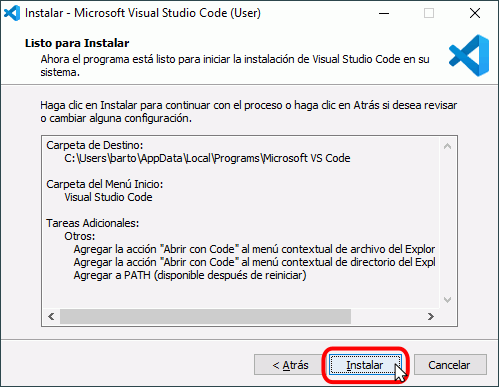 Instalar - Microsoft Visual Studio Code (User)
Listo para Instalar
Ahora el programa está listo para iniciar la instalación de Visual Studio Code en su
sistema.
Haga clic en Instalar para continuar con el proceso o haga clic en Atrás si desea revisar
o cambiar alguna configuración.
Carpeta de Destino:
C:\Users\barto\AppData\Local\Programs\Microsoft VS Code
Carpeta del Menú Inicio:
Visual Studio Code
Tareas Adicionales:
Otros:
Agregar la acción "Abrir con Code" al menú contextual de archivo del Explor
Agregar la acción "Abrir con Code" al menú contextual de directorio del Expl
Agregar a PATH (disponible después de reiniciar)
< Atrás Instalar Cancelar